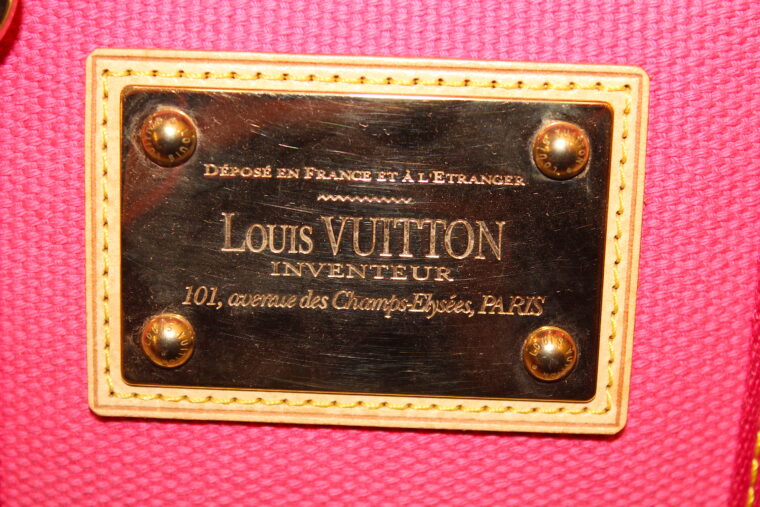 DÉPOSÉ EN FRANCE ET À L'ETRANGER
LOUIS VUITTON
INVENTEUR
101, avenue des Champs-Elysées, PARIS